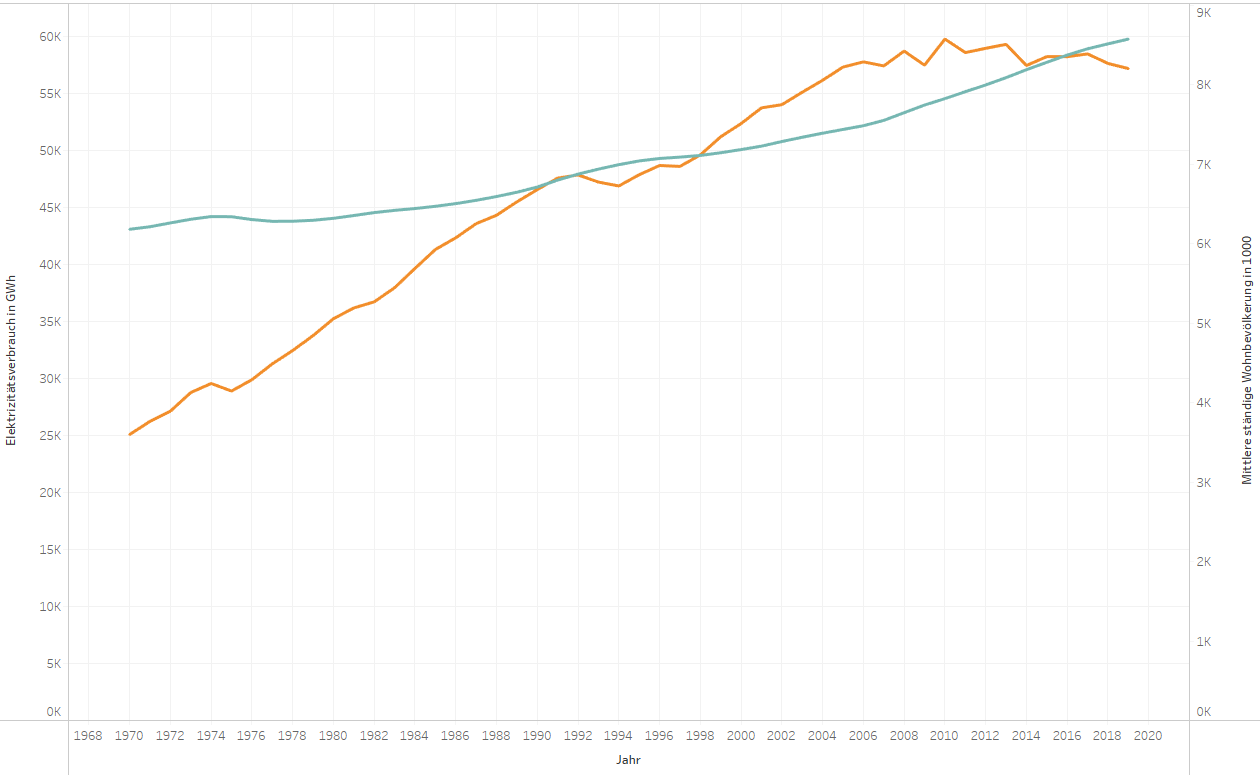 Elektrizitätsverbrauch in GWh
60K
55K
50K
45K
40K
35K
30K
25K
20K
15K
10K
5K
0K
9K
8K
7K
6K
5K
4K
3K
2K
1K
0K
Mittlere ständige Wohnbevölkerung in 1000
1968 1970 1972 1974 1976 1978 1980 1982 1984 1986 1988 1990 1992 1994 1996 1998 2000 2002 2004 2006 2008 2010 2012 2014 2016 2018 2020
Jahr